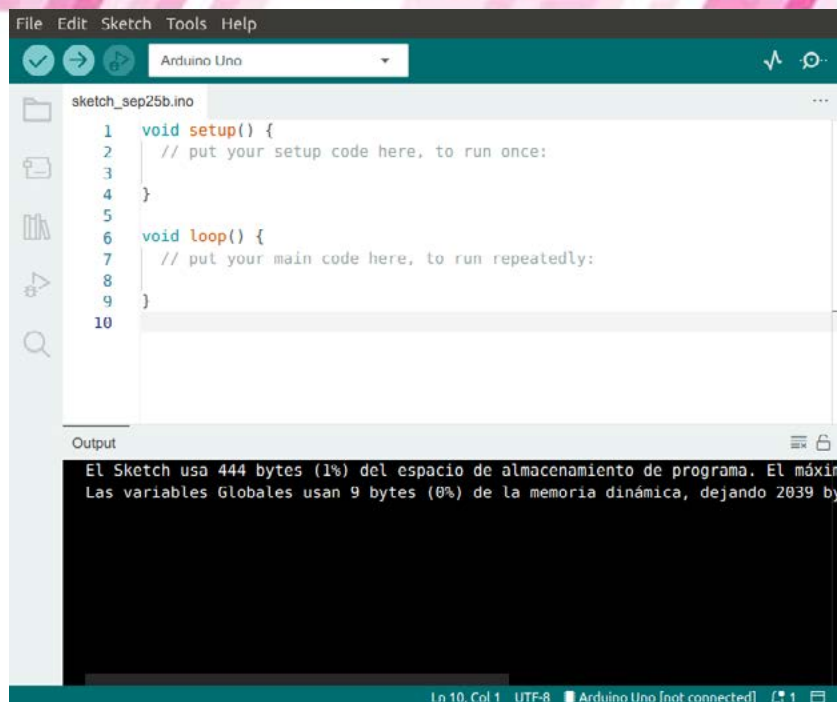 File Edit Sketch Tools Help
Arduino Uno
sketch_sep25b.ino
1 void setup() {
2 // put your setup code here, to run once:
3
4 }
5
6 void loop() {
7 // put your main code here, to run repeatedly:
8
9 }
10
Output
El Sketch usa 444 bytes (1%) del espacio de almacenamiento de programa. El
Las variables Globales usan 9 bytes (0%) de la memoria dinámica, dejando 2039
Ln 10, Col 1 UTF-8 Arduino Uno [not connected] 1